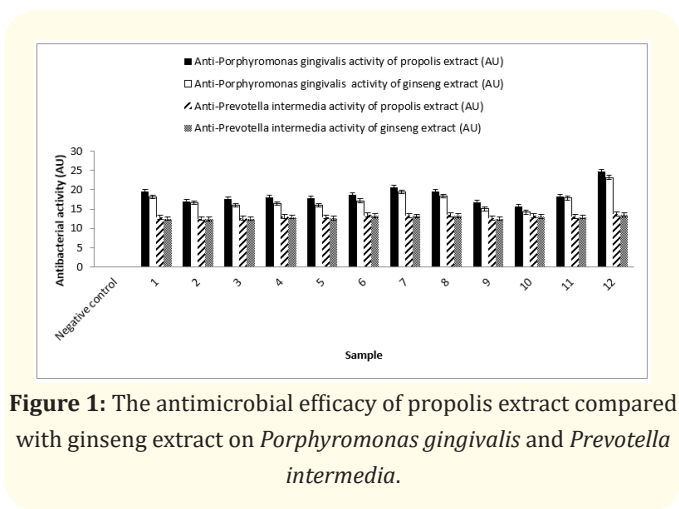 Anti-Porphyromonas gingivalis activity of propolis extract (AU)
Anti-Porphyromonas gingivalis activity of ginseng extract (AU)
Anti-Prevotella intermedia activity of propolis extract (AU)
Anti-Prevotella intermedia activity of ginseng extract (AU)
Antibacterial activity (AU)
30
25
20
15
10
5
0
Negative control
1
2
3
4
5
6
7
8
9
10
11
12
Sample
Figure 1: The antimicrobial efficacy of propolis extract compared
with ginseng extract on Porphyromonas gingivalis and Prevotella
intermedia.